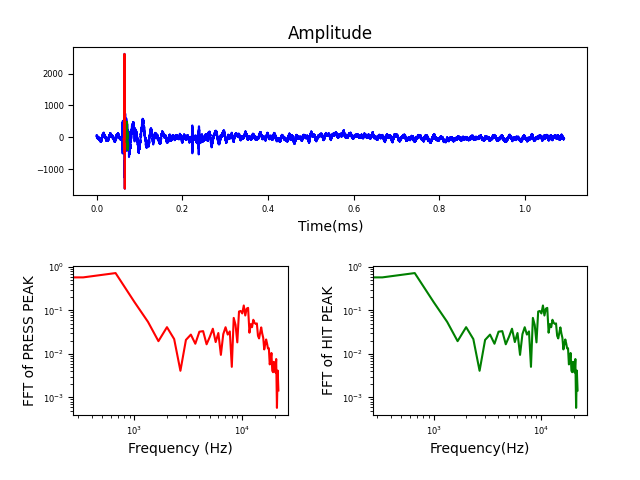 Amplitude
2000
1000
0
−1000
0.0 0.2 0.4 0.6 0.8 1.0
Time(ms)
FFT of PRESS PEAK
10⁰
10⁻¹
10⁻²
10⁻³
10³ 10⁴
Frequency (Hz)
FFT of HIT PEAK
10⁰
10⁻¹
10⁻²
10⁻³
10³ 10⁴
Frequency(Hz)